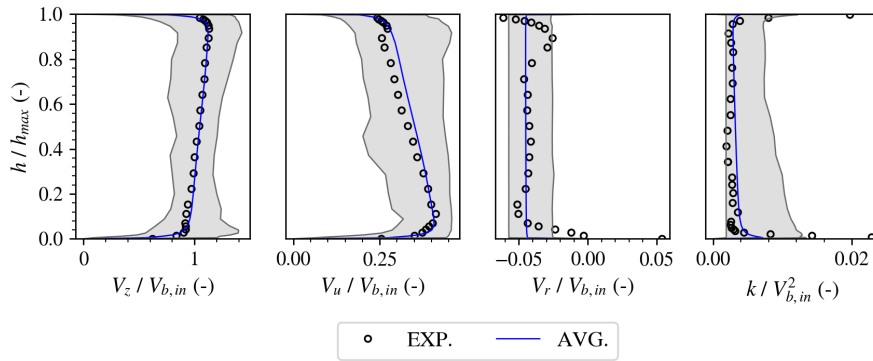 1.0
0.8
0.6
0.4
0.2
0.0
h / h_max (-)
0 1
V_z / V_b,in (-)
0.00 0.25
V_u / V_b,in (-)
−0.05 0.00 0.05
V_r / V_b,in (-)
0.00 0.02
k / V²_b,in (-)
EXP. AVG.